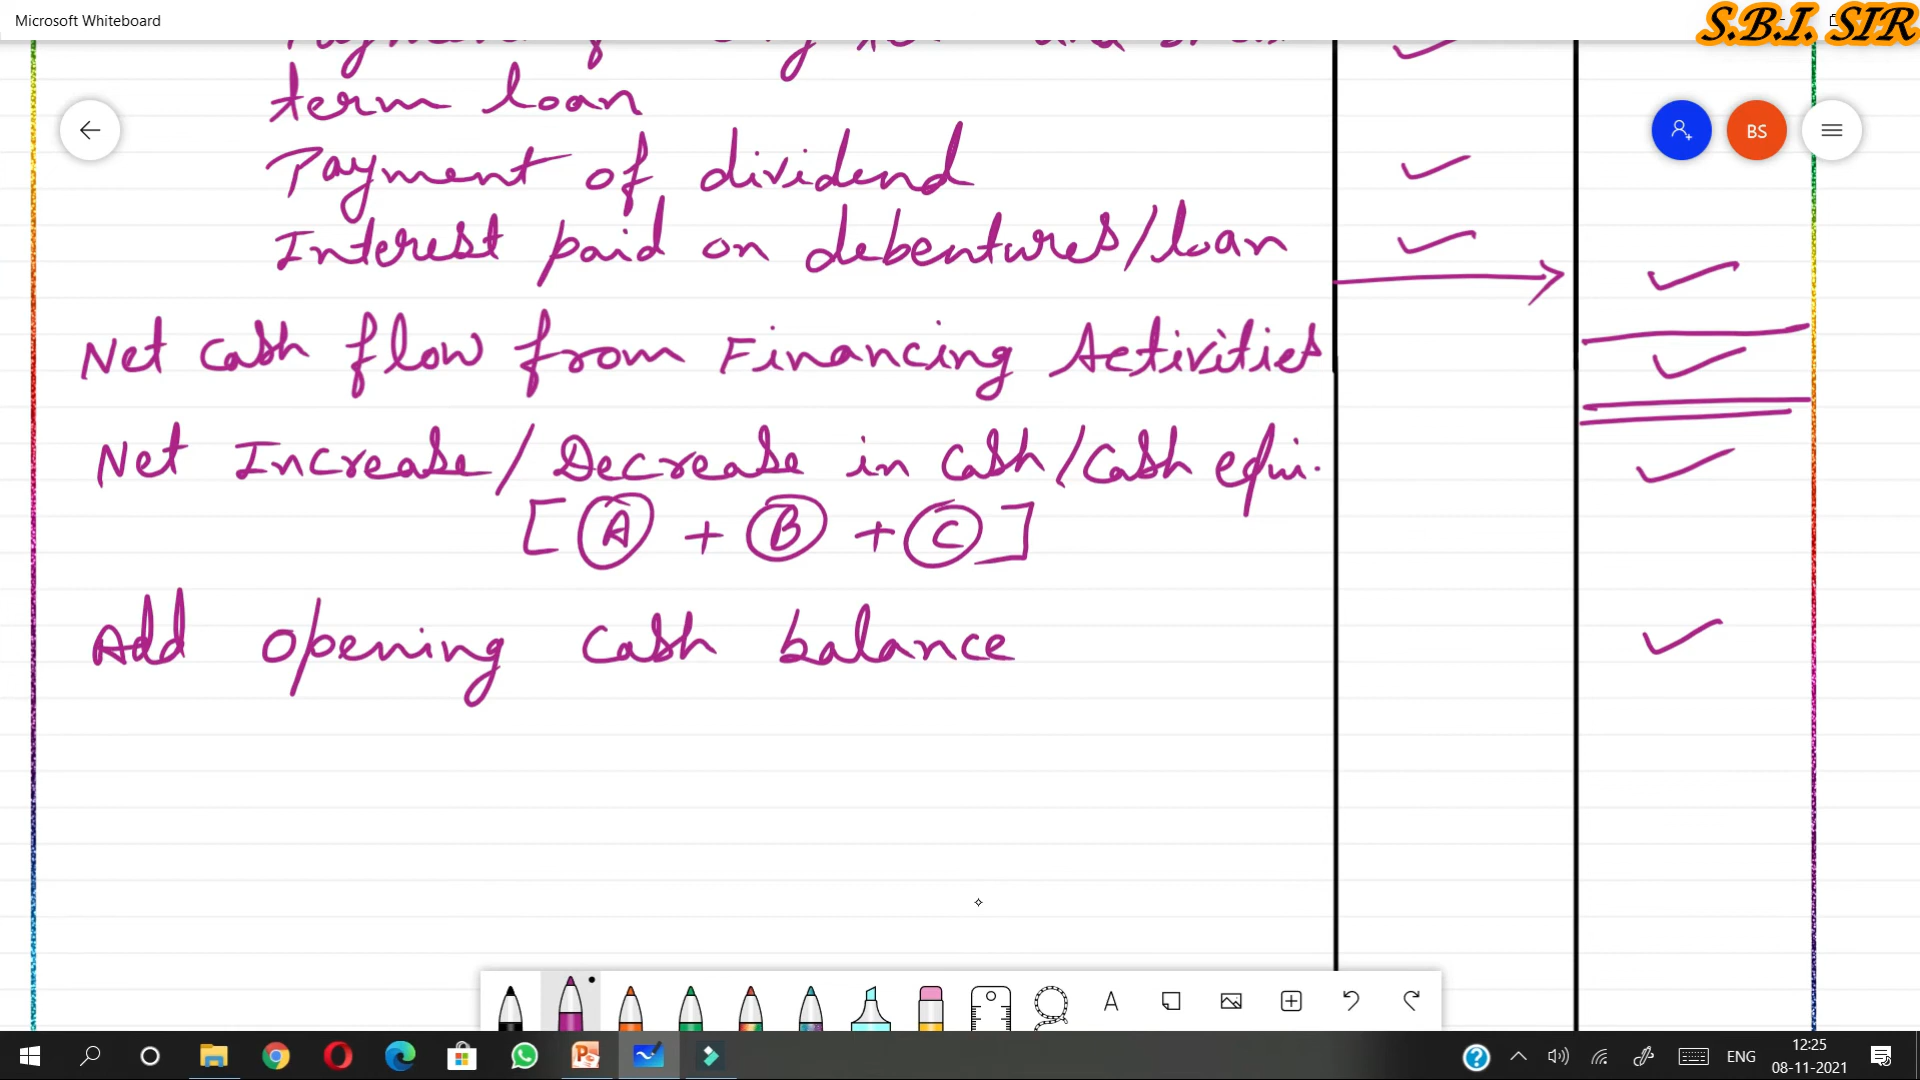 Microsoft Whiteboard
S.B.I. SIR
term loan
Payment of dividend
BS
Interest paid on debentures/loan
Net cash flow from Financing Activities
Net Increase/Decrease in cash/cash equi.
[A + B + C]
Add opening cash balance
A
ENG
12:25
08-11-2021